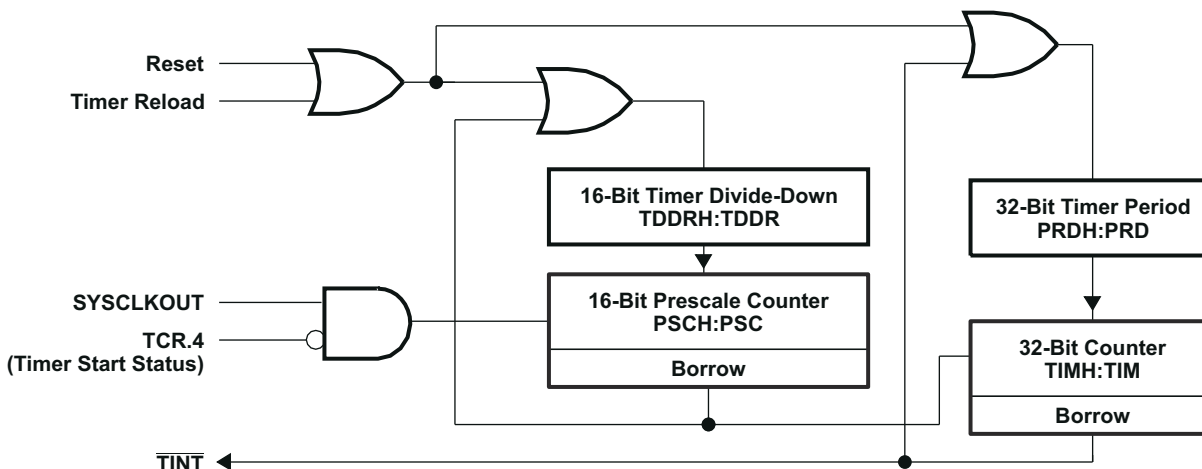 Reset
Timer Reload
16-Bit Timer Divide-Down
TDDRH:TDDR
32-Bit Timer Period
PRDH:PRD
SYSCLKOUT
TCR.4
(Timer Start Status)
16-Bit Prescale Counter
PSCH:PSC
Borrow
32-Bit Counter
TIMH:TIM
Borrow
TINT